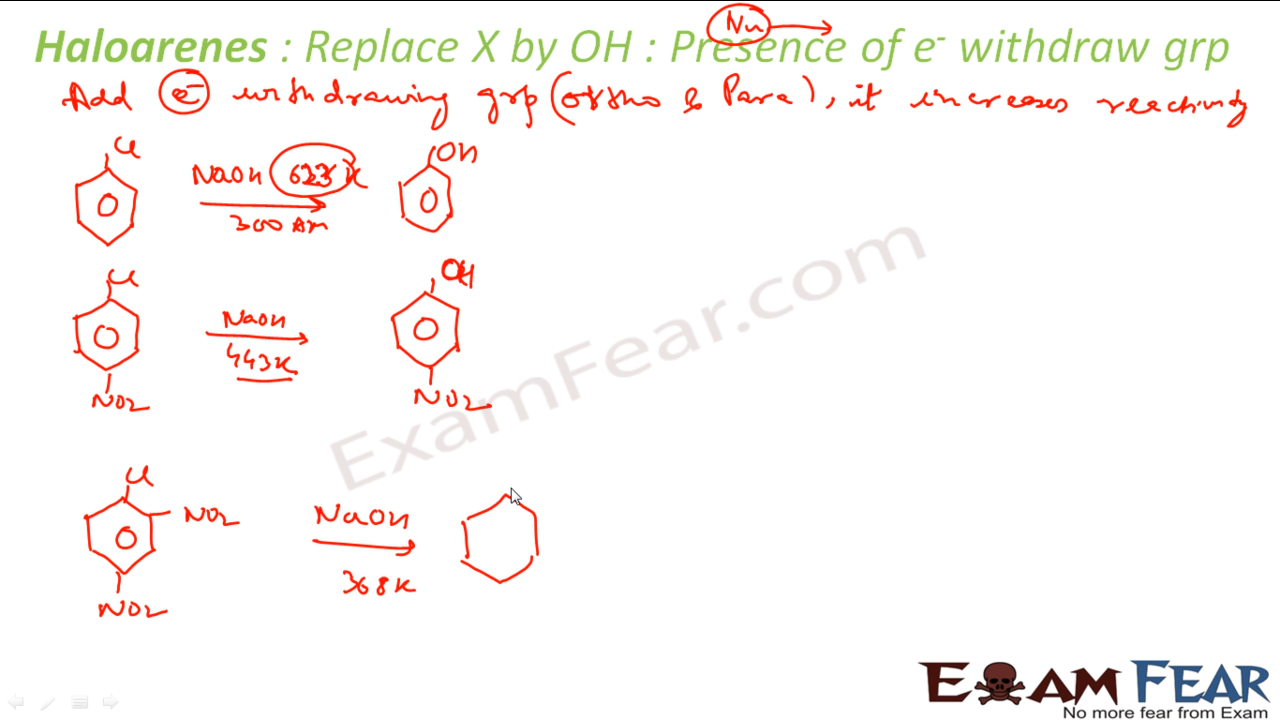 Nu
Haloarenes : Replace X by OH : Presence of e- withdraw grp
Add e- withdrawing grp (ortho & Para), it increases reactivity
Cl
NaOH 623 K
300 Atm
OH
Cl
NaOH
443K
NO2
OH
NO2
Cl
NO2
NO2
NaOH
368K
ExamFear.com
EXAM FEAR
No more fear from Exam